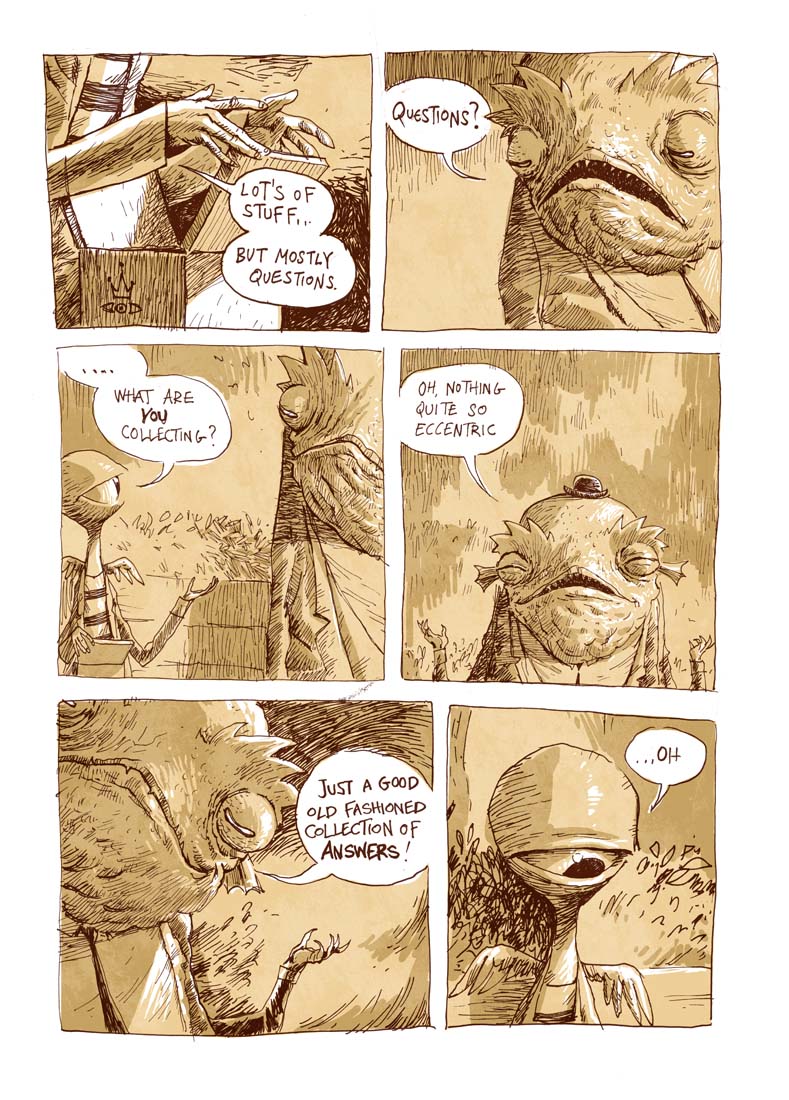 LOT'S OF
STUFF...
BUT MOSTLY
QUESTIONS.
QUESTIONS?
....
WHAT ARE
YOU
COLLECTING?
OH, NOTHING
QUITE SO
ECCENTRIC
JUST A GOOD
OLD FASHIONED
COLLECTION OF
ANSWERS!
...OH